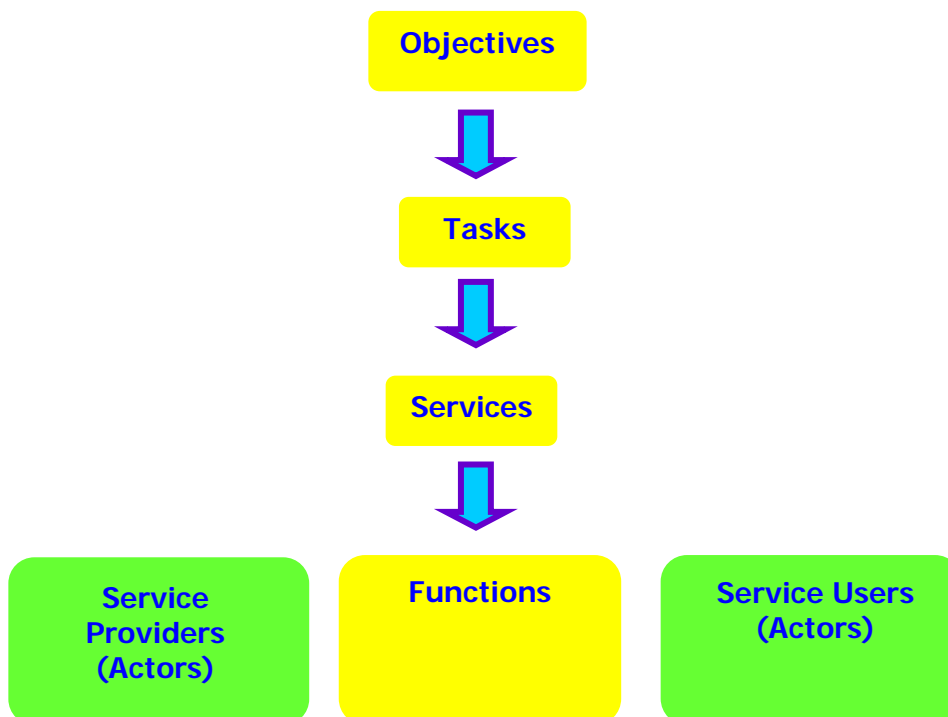 Objectives
Tasks
Services
Service
Providers
(Actors)
Functions
Service Users
(Actors)